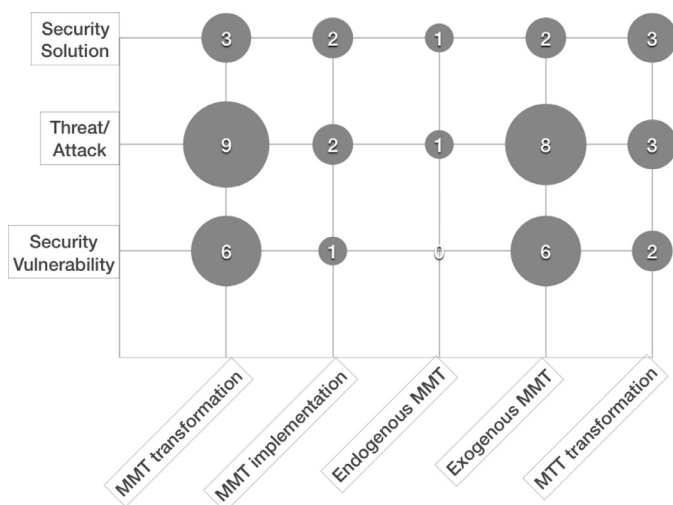 Security
Solution
3
2
1
2
3
Threat/
Attack
9
2
1
8
3
Security
Vulnerability
6
1
0
6
2
MMT transformation
MMT implementation
Endogenous MMT
Exogenous MMT
MTT transformation